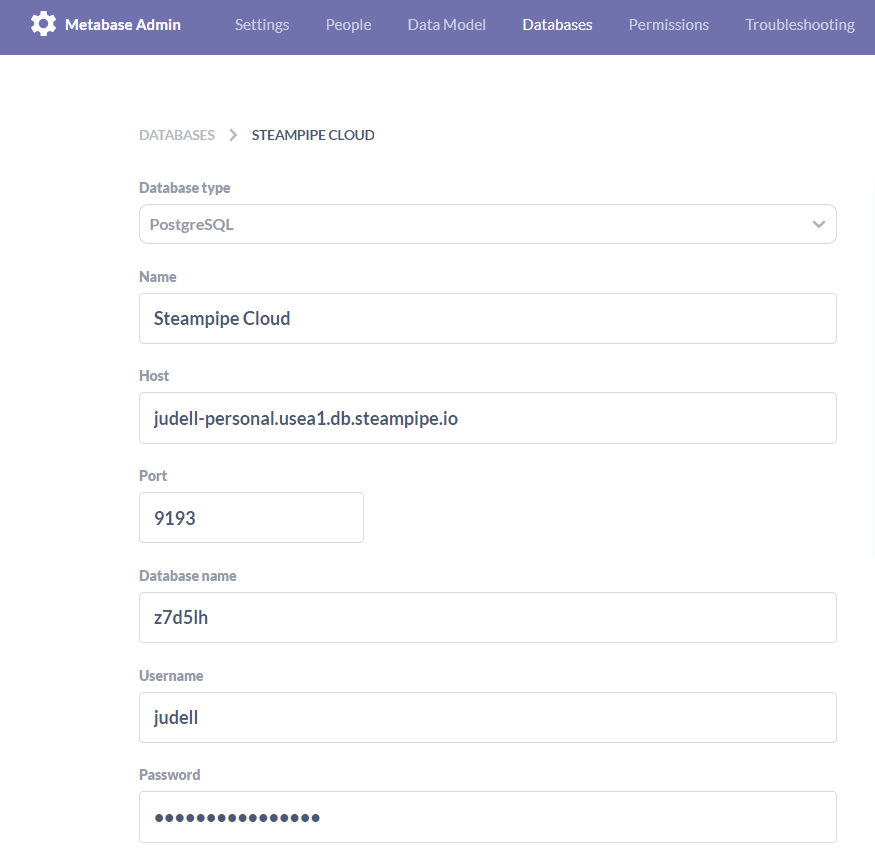 Metabase Admin Settings People Data Model Databases Permissions Troubleshooting
DATABASES > STEAMPIPE CLOUD
Database type
PostgreSQL
Name
Steampipe Cloud
Host
judell-personal.usea1.db.steampipe.io
Port
9193
Database name
z7d5lh
Username
judell
Password
••••••••••••••••